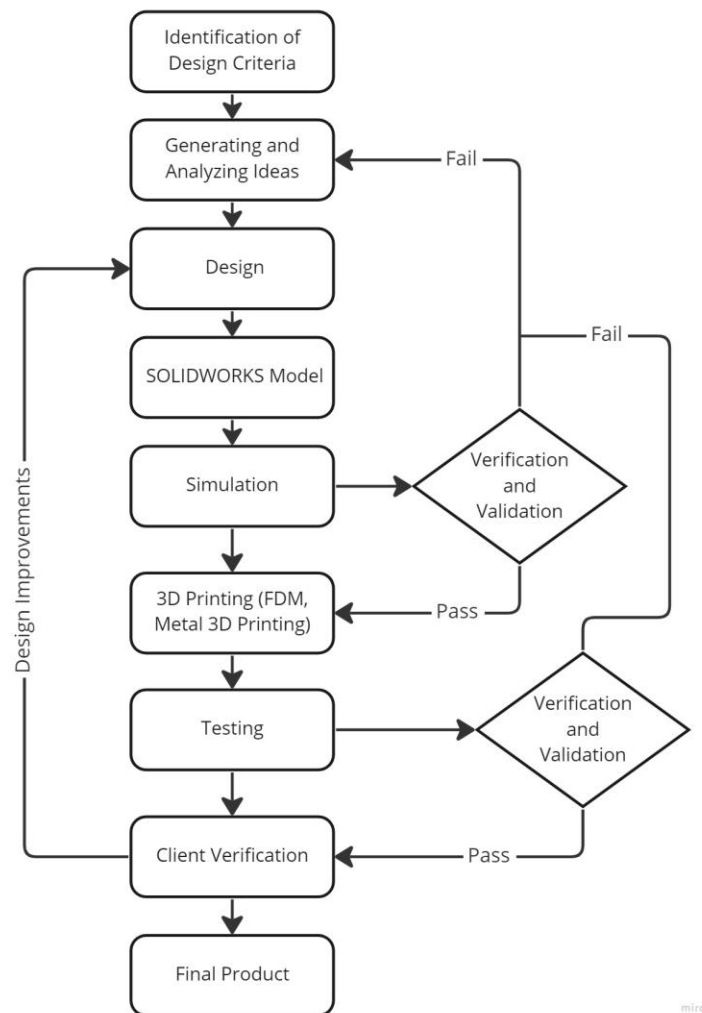 Identification of
Design Criteria
Generating and
Analyzing Ideas
Fail
Design
Fail
SOLIDWORKS Model
Verification
and
Validation
Simulation
Design Improvements
3D Printing (FDM,
Metal 3D Printing)
Pass
Testing
Verification
and
Validation
Client Verification
Pass
Final Product